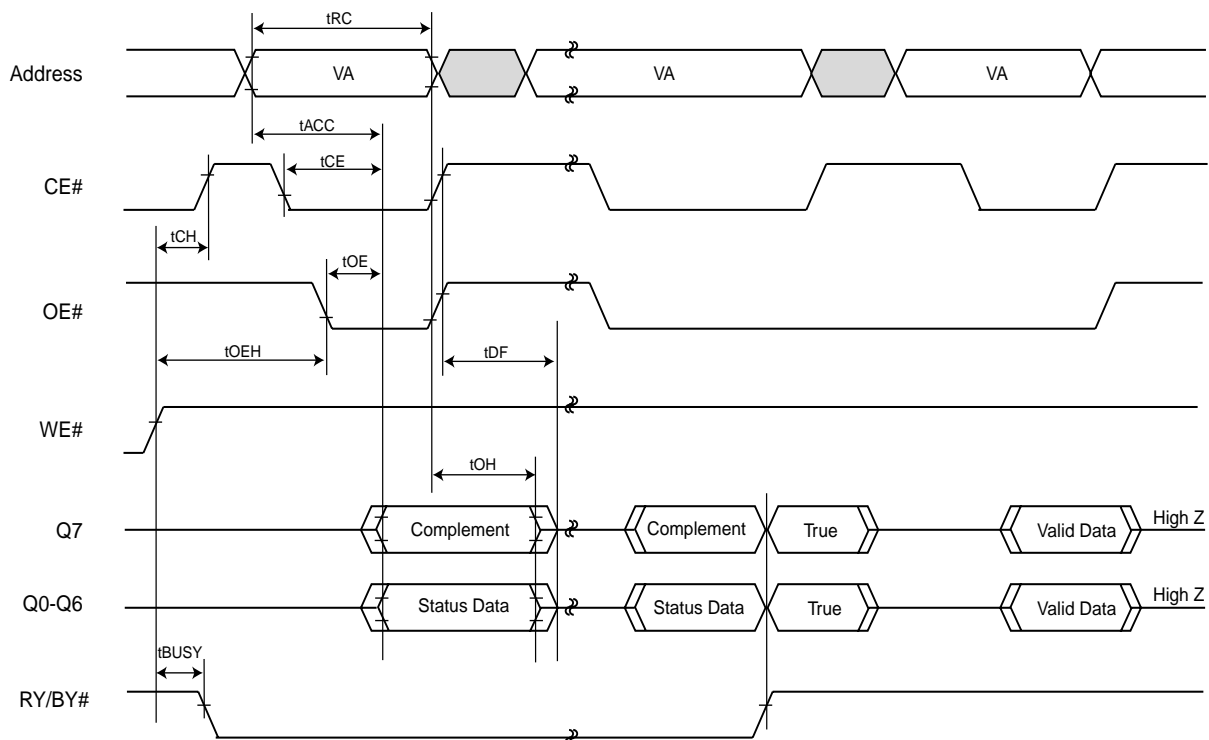 tRC
Address
VA
VA
VA
tACC
tCE
CE#
tCH
tOE
OE#
tOEH
tDF
WE#
tOH
Q7
Complement
Complement
True
Valid Data
High Z
Q0-Q6
Status Data
Status Data
True
Valid Data
High Z
tBUSY
RY/BY#